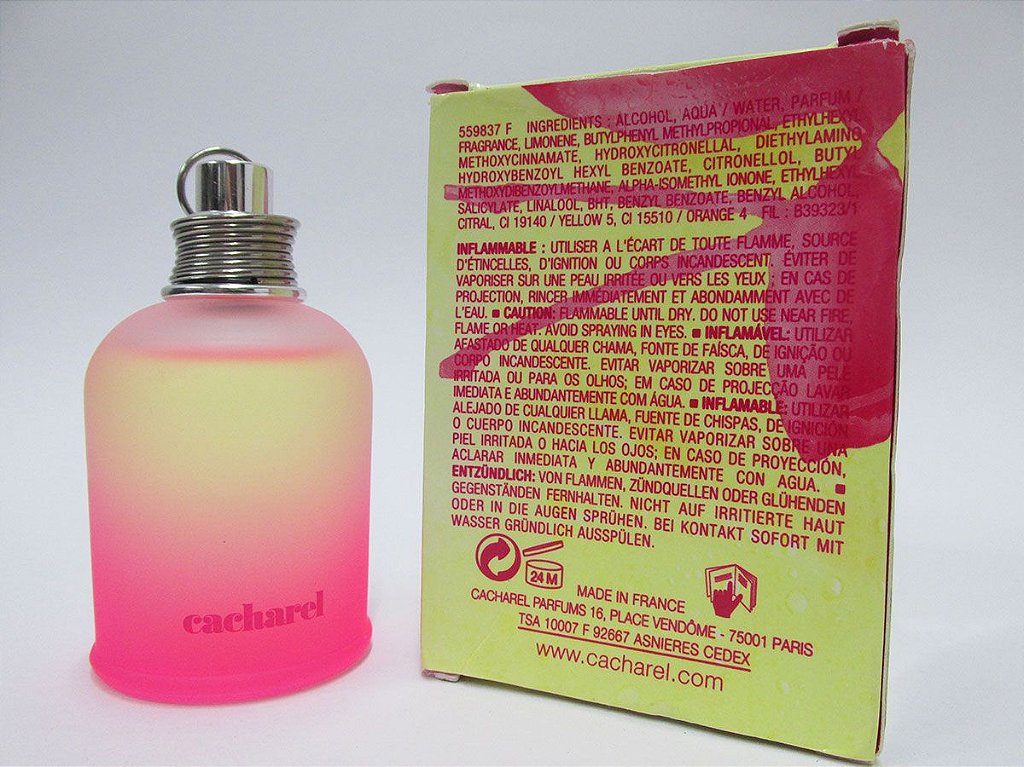 cacharel
559837 F INGREDIENTS : ALCOHOL, AQUA / WATER, PARFUM /
FRAGRANCE, LIMONENE, BUTYLPHENYL METHYLPROPIONAL, ETHYLHEXYL
METHOXYCINNAMATE, HYDROXYCITRONELLAL, DIETHYLAMINO
HYDROXYBENZOYL HEXYL BENZOATE, CITRONELLOL, BUTYL
METHOXYDIBENZOYLMETHANE, ALPHA-ISOMETHYL IONONE, ETHYLHEXYL
SALICYLATE, LINALOOL, BHT, BENZYL BENZOATE, BENZYL ALCOHOL,
CITRAL, CI 19140 / YELLOW 5, CI 15510 / ORANGE 4 - FIL : B39323/1
INFLAMMABLE : UTILISER A L'ÉCART DE TOUTE FLAMME, SOURCE
D'ÉTINCELLES, D'IGNITION OU CORPS INCANDESCENT. ÉVITER DE
VAPORISER SUR UNE PEAU IRRITÉE OU VERS LES YEUX ; EN CAS DE
PROJECTION, RINCER IMMÉDIATEMENT ET ABONDAMMENT AVEC DE
L'EAU. ■ CAUTION: FLAMMABLE UNTIL DRY. DO NOT USE NEAR FIRE,
FLAME OR HEAT. AVOID SPRAYING IN EYES. ■ INFLAMÁVEL: UTILIZAR
AFASTADO DE QUALQUER CHAMA, FONTE DE FAÍSCA, DE IGNIÇÃO OU
CORPO INCANDESCENTE. EVITAR VAPORIZAR SOBRE UMA PELE
IRRITADA OU PARA OS OLHOS; EM CASO DE PROJECÇÃO LAVAR
IMEDIATA E ABUNDANTEMENTE COM ÁGUA. ■ INFLAMABLE: UTILIZAR
ALEJADO DE CUALQUIER LLAMA, FUENTE DE CHISPAS, DE IGNICIÓN
O CUERPO INCANDESCENTE. EVITAR VAPORIZAR SOBRE UNA
PIEL IRRITADA O HACIA LOS OJOS; EN CASO DE PROYECCIÓN,
ACLARAR INMEDIATA Y ABUNDANTEMENTE CON AGUA. ■
ENTZÜNDLICH: VON FLAMMEN, ZÜNDQUELLEN ODER GLÜHENDEN
GEGENSTÄNDEN FERNHALTEN. NICHT AUF IRRITIERTE HAUT
ODER IN DIE AUGEN SPRÜHEN. BEI KONTAKT SOFORT MIT
WASSER GRÜNDLICH AUSSPÜLEN.
24 M
MADE IN FRANCE
CACHAREL PARFUMS 16, PLACE VENDÔME - 75001 PARIS
TSA 10007 F 92667 ASNIERES CEDEX
www.cacharel.com